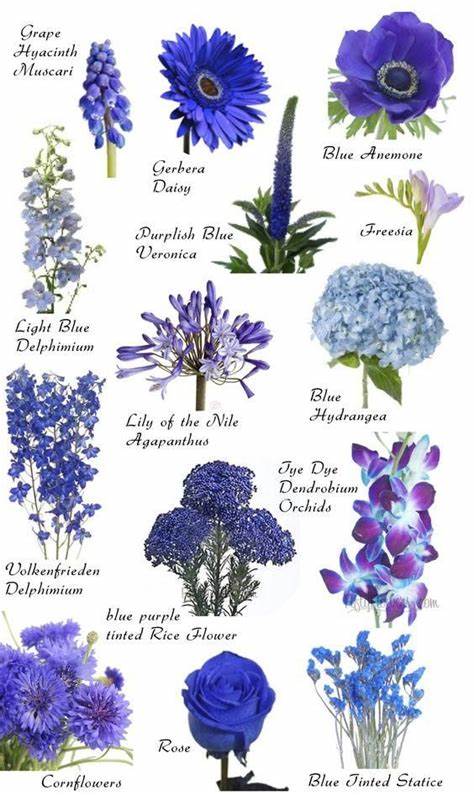 Grape
Hyacinth
Muscari
Gerbera
Daisy
Blue Anemone
Purplish Blue
Veronica
Freesia
Light Blue
Delphimium
Lily of the Nile
Agapanthus
Blue
Hydrangea
Volkenfrieden
Delphimium
blue purple
tinted Rice Flower
Tye Dye
Dendrobium
Orchids
Cornflowers
Rose
Blue Tinted Statice